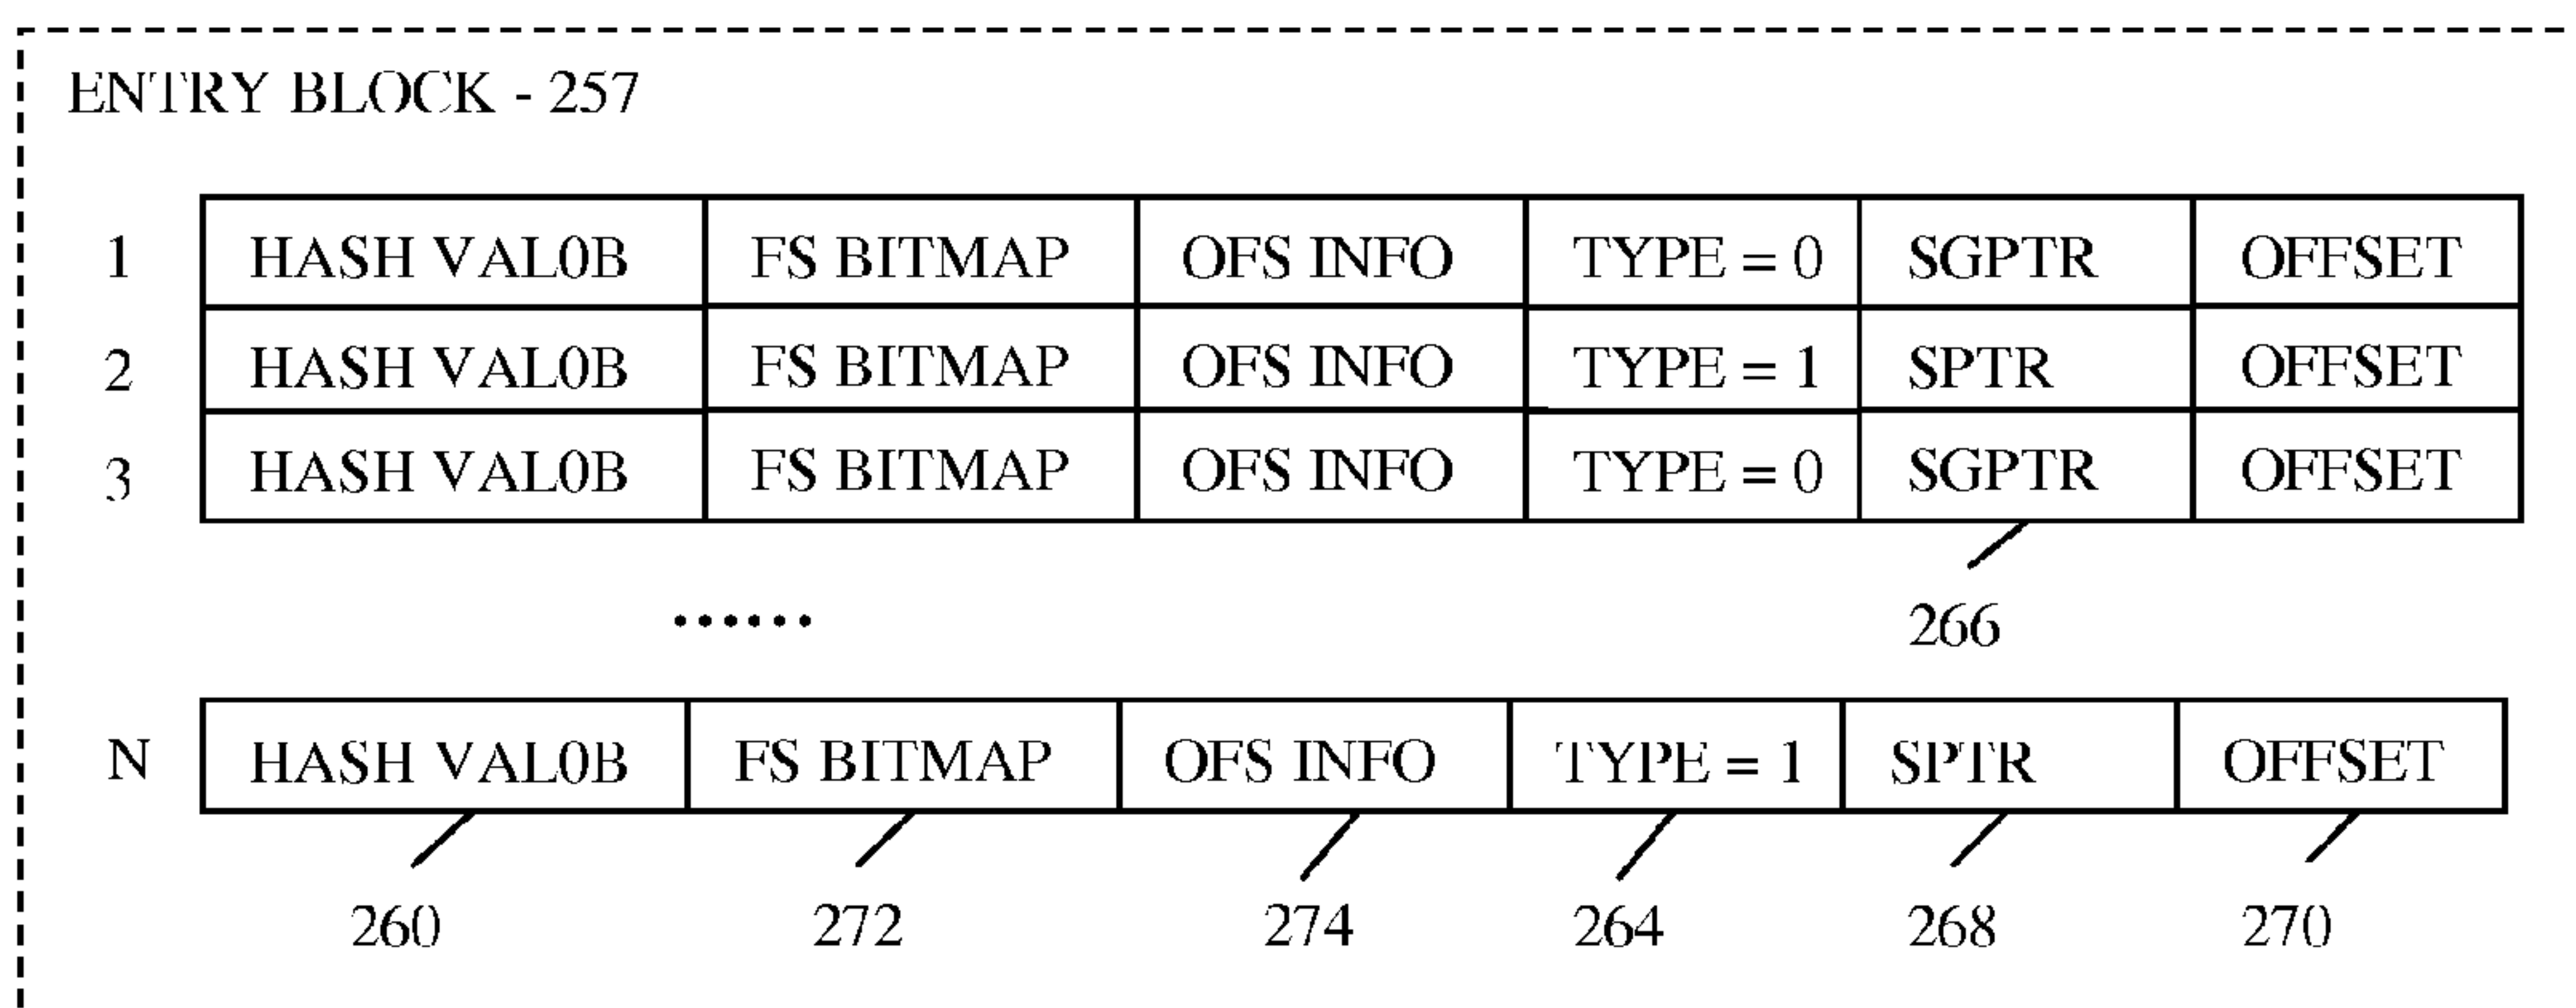 ENTRY BLOCK - 257
1 HASH VAL0B FS BITMAP OFS INFO TYPE = 0 SGPTR OFFSET
2 HASH VAL0B FS BITMAP OFS INFO TYPE = 1 SPTR OFFSET
3 HASH VAL0B FS BITMAP OFS INFO TYPE = 0 SGPTR OFFSET
266
......
N HASH VAL0B FS BITMAP OFS INFO TYPE = 1 SPTR OFFSET
260 272 274 264 268 270